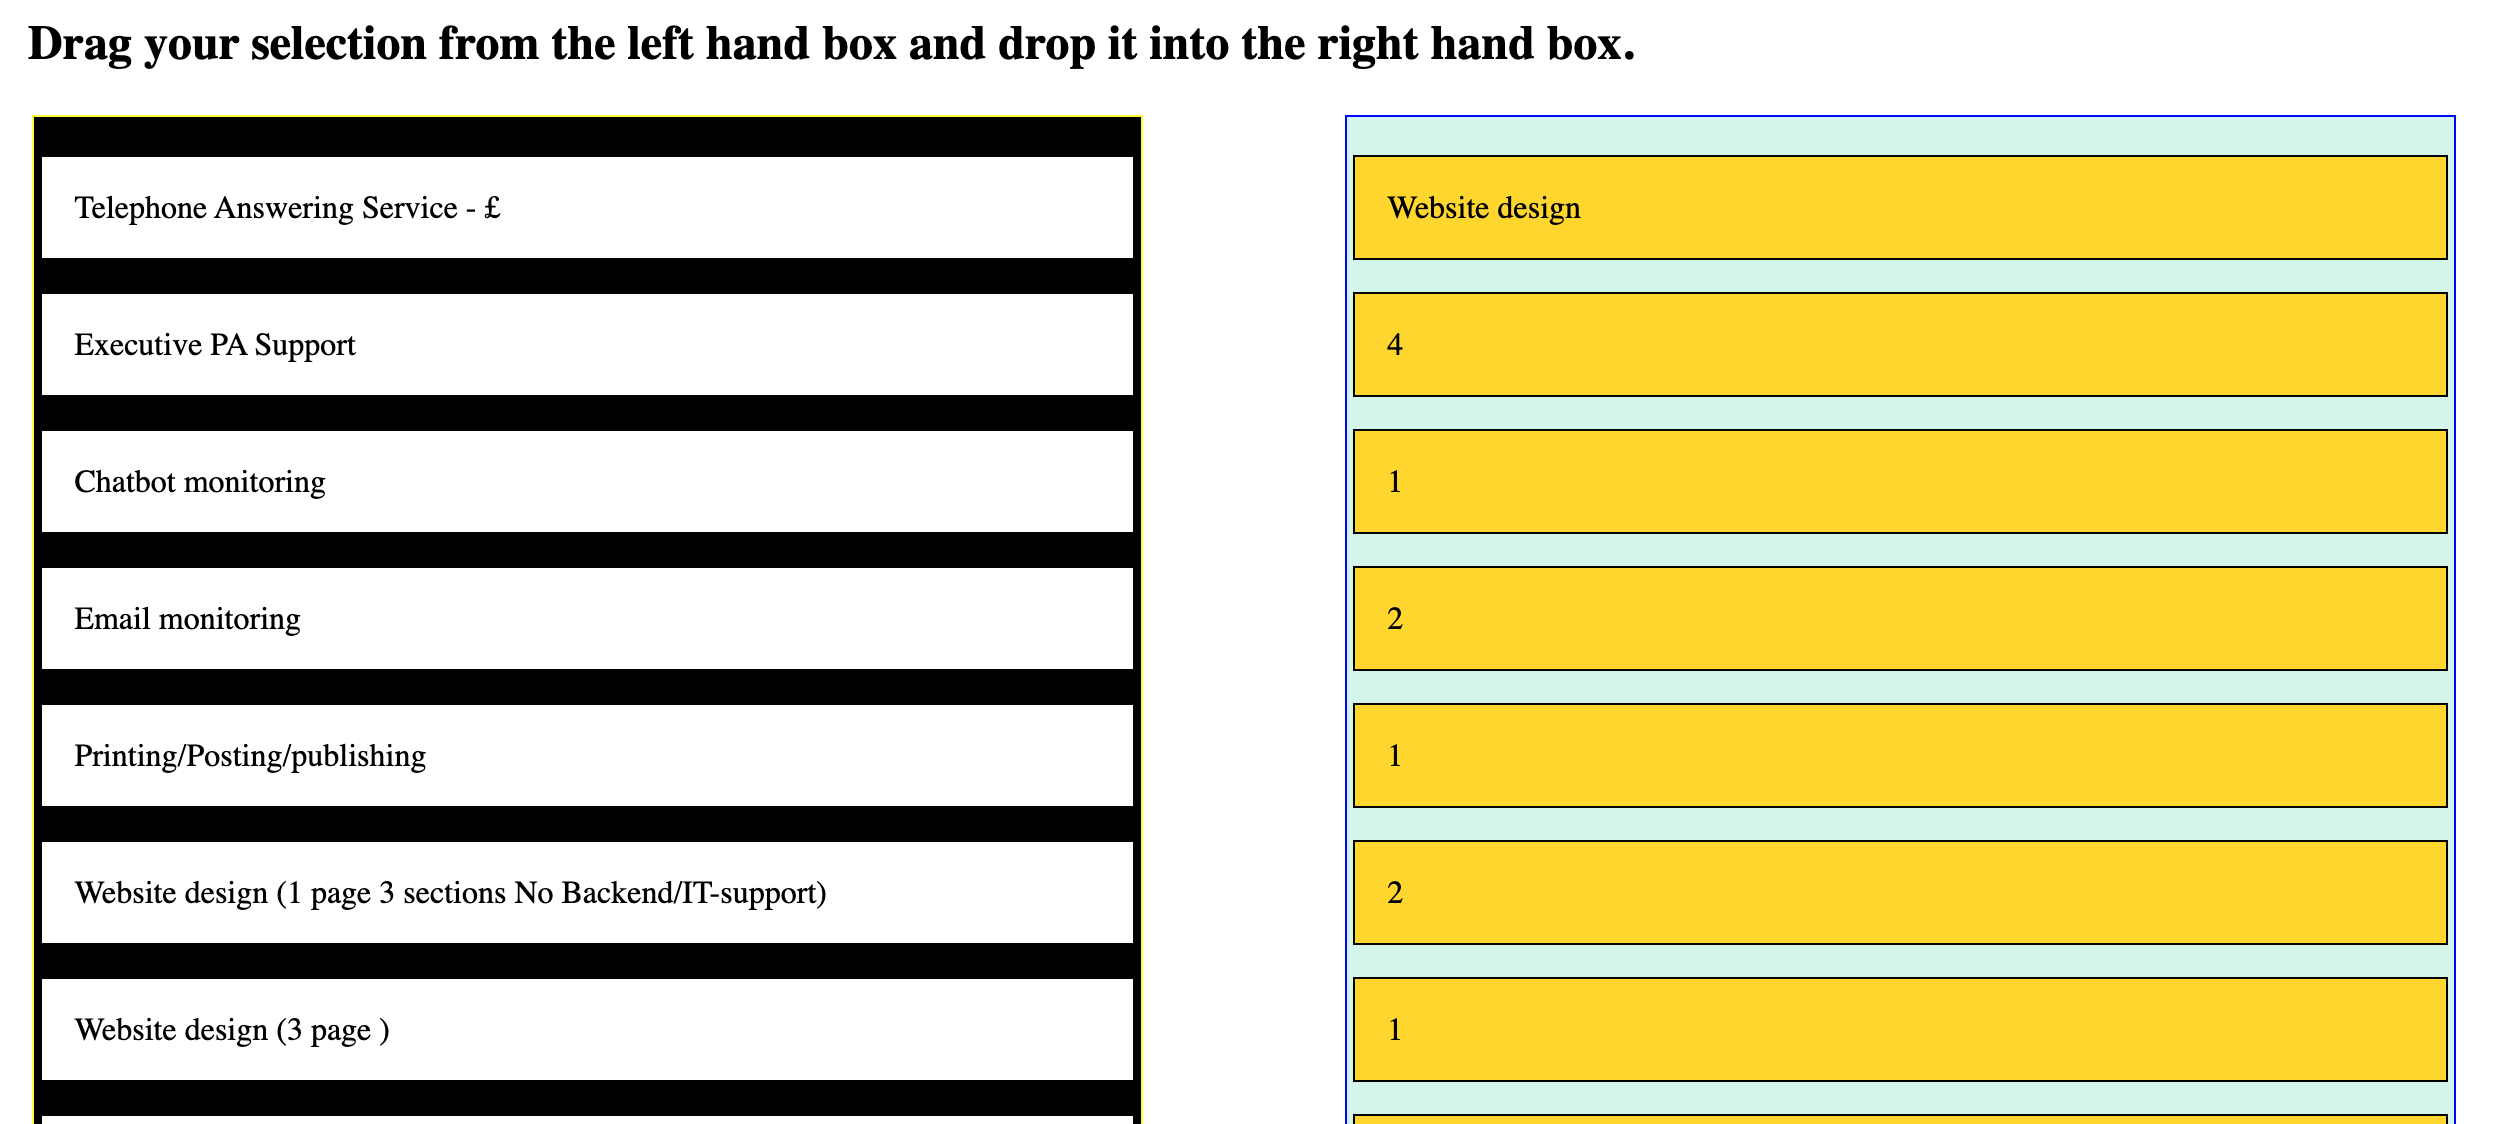 Drag your selection from the left hand box and drop it into the right hand box.
Telephone Answering Service - £
Executive PA Support
Chatbot monitoring
Email monitoring
Printing/Posting/publishing
Website design (1 page 3 sections No Backend/IT-support)
Website design (3 page )
Website design
4
1
2
1
2
1